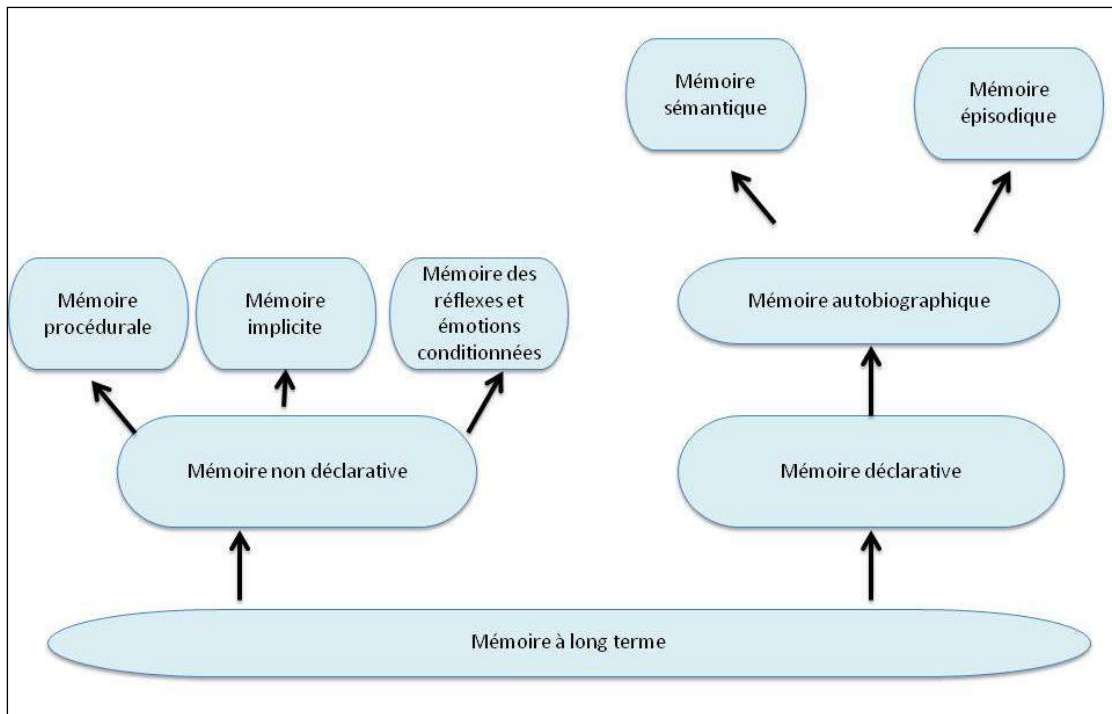 Mémoire
sémantique
Mémoire
épisodique
Mémoire
procédurale
Mémoire
implicite
Mémoire des
réflexes et
émotions
conditionnées
Mémoire autobiographique
Mémoire non déclarative
Mémoire déclarative
Mémoire à long terme